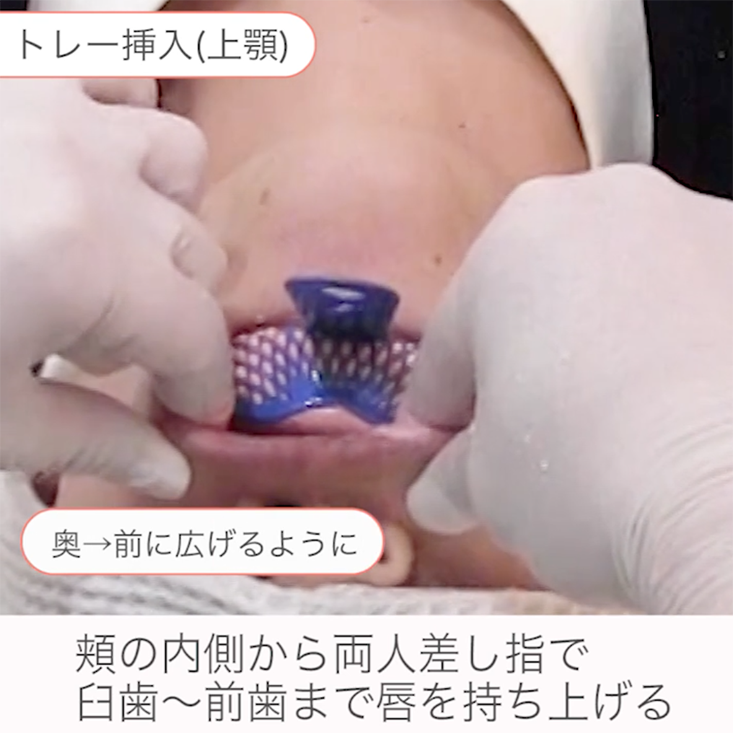 トレー挿入(上顎)
奥→前に広げるように
頬の内側から両人差し指で
臼歯～前歯まで唇を持ち上げる